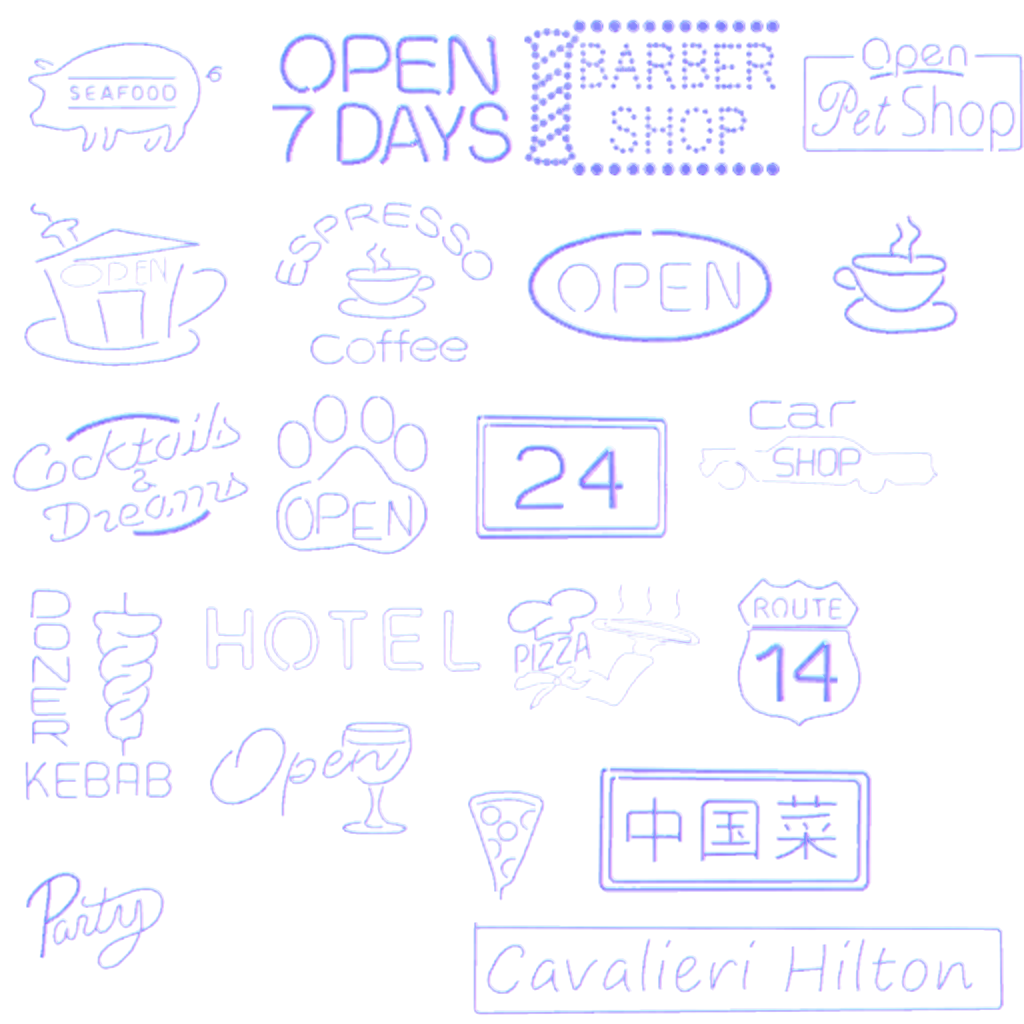 SEAFOOD
OPEN
7 DAYS
BARBER
SHOP
Open
Pet Shop
OPEN
ESPRESSO
Coffee
OPEN
Cocktails
&
Dreams
OPEN
24
Car
SHOP
DONER
KEBAB
HOTEL
PIZZA
ROUTE
14
Open
中国菜
Party
Cavalieri Hilton